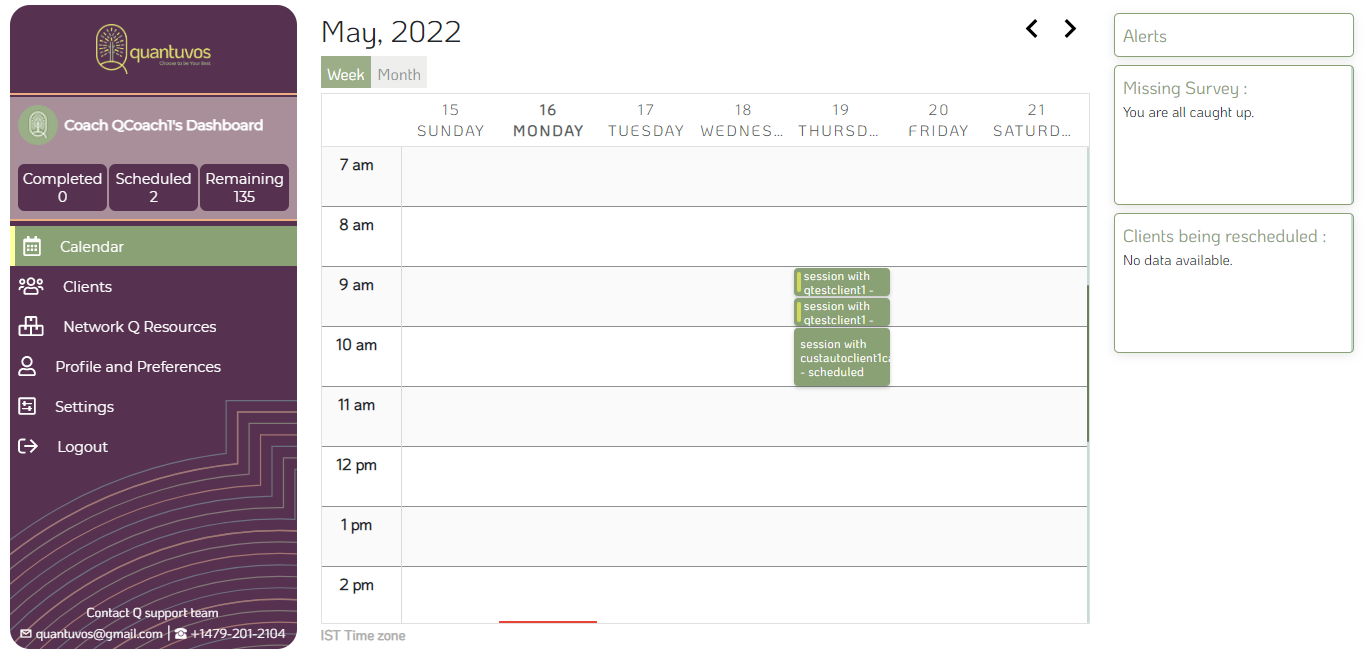 quantuvos
Choose to be Your Best
Coach QCoach1's Dashboard
Completed
0
Scheduled
2
Remaining
135
Calendar
Clients
Network Q Resources
Profile and Preferences
Settings
Logout
Contact Q support team
quantuvos@gmail.com | +1479-201-2104
May, 2022
Week
Month
15
SUNDAY
16
MONDAY
17
TUESDAY
18
WEDNES...
19
THURSD...
20
FRIDAY
21
SATURD...
7 am
8 am
9 am
session with
qtestclient1 -
session with
qtestclient1 -
10 am
session with
custautoclient1ca
- scheduled
11 am
12 pm
1 pm
2 pm
IST Time zone
Alerts
Missing Survey :
You are all caught up.
Clients being rescheduled :
No data available.